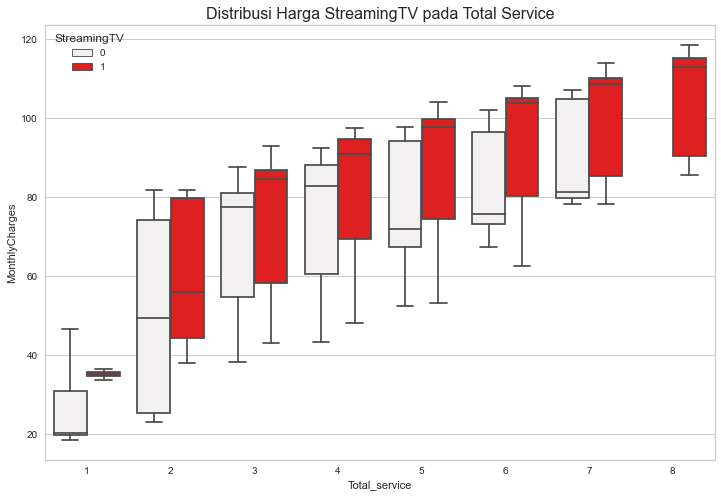 Distribusi Harga StreamingTV pada Total Service
StreamingTV
0
1
MonthlyCharges
120
100
80
60
40
20
1 2 3 4 5 6 7 8
Total_service